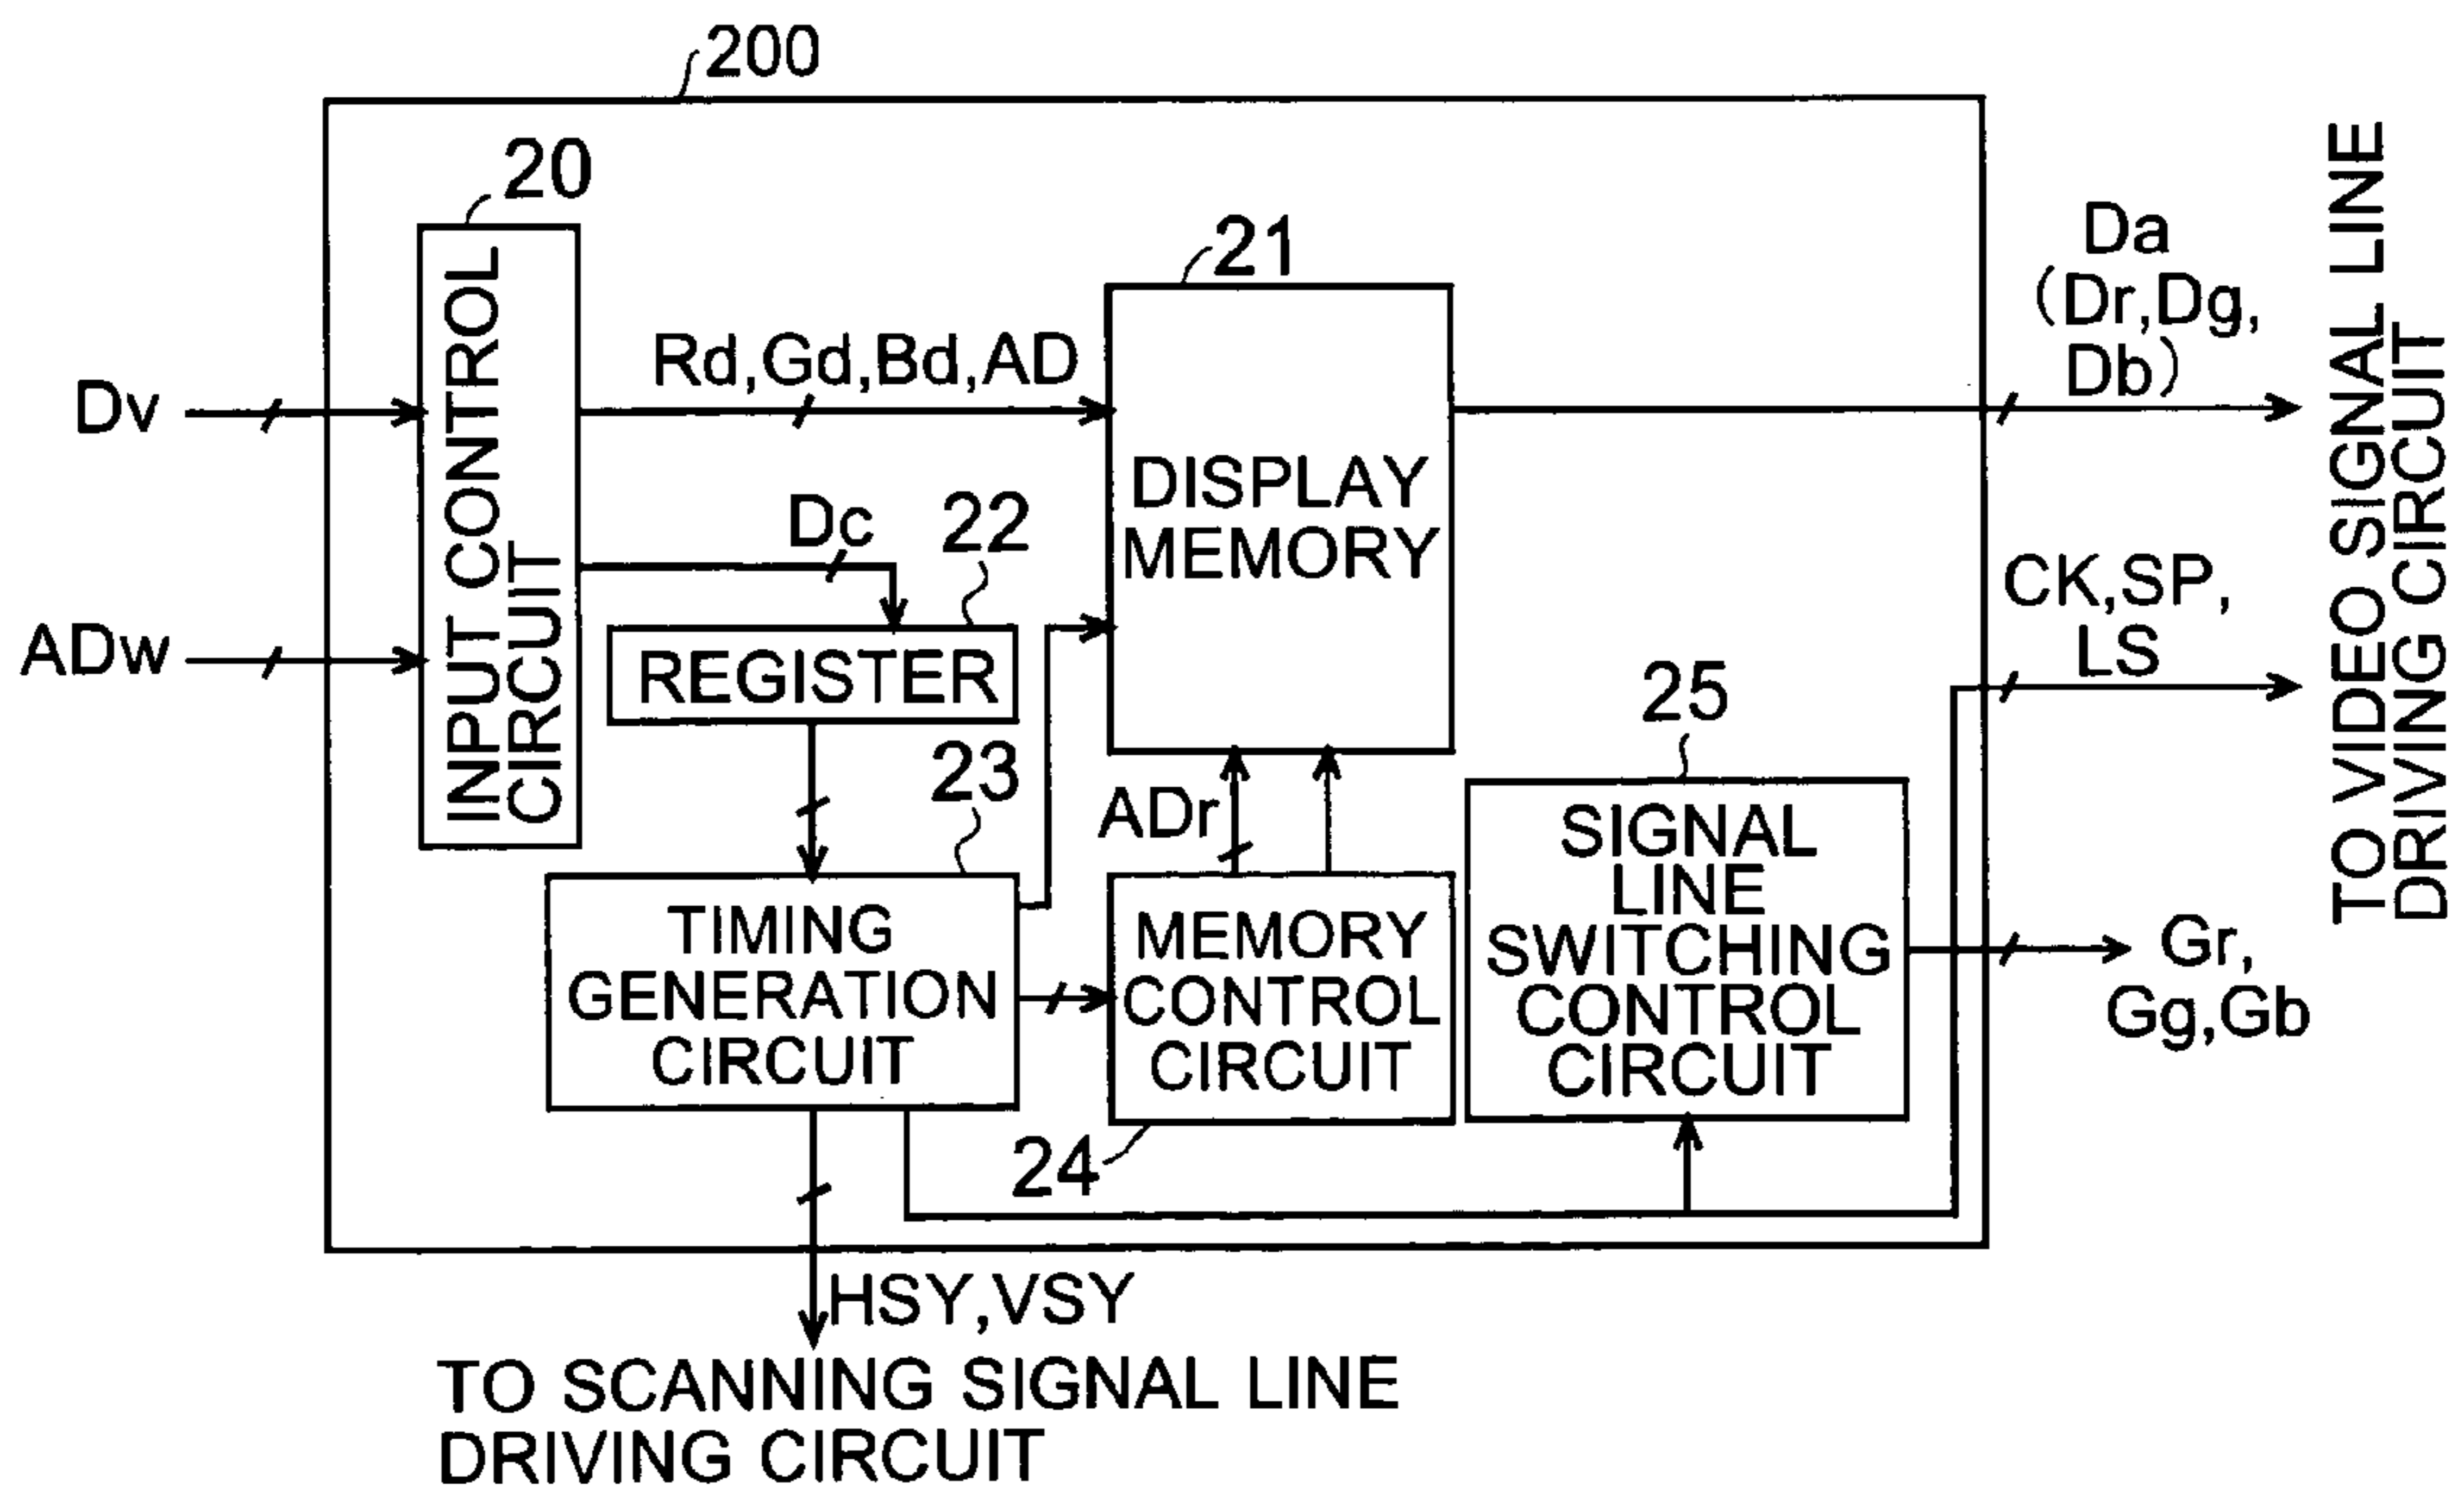 200
20
INPUT CONTROL
CIRCUIT
Dv
ADw
Rd,Gd,Bd,AD
Dc
21
DISPLAY
MEMORY
22
REGISTER
23
TIMING
GENERATION
CIRCUIT
ADr
MEMORY
CONTROL
CIRCUIT
24
25
SIGNAL
LINE
SWITCHING
CONTROL
CIRCUIT
Da
(Dr,Dg,
Db)
CK,SP,
LS
Gr,
Gg,Gb
TO VIDEO SIGNAL LINE
DRIVING CIRCUIT
HSY,VSY
TO SCANNING SIGNAL LINE
DRIVING CIRCUIT